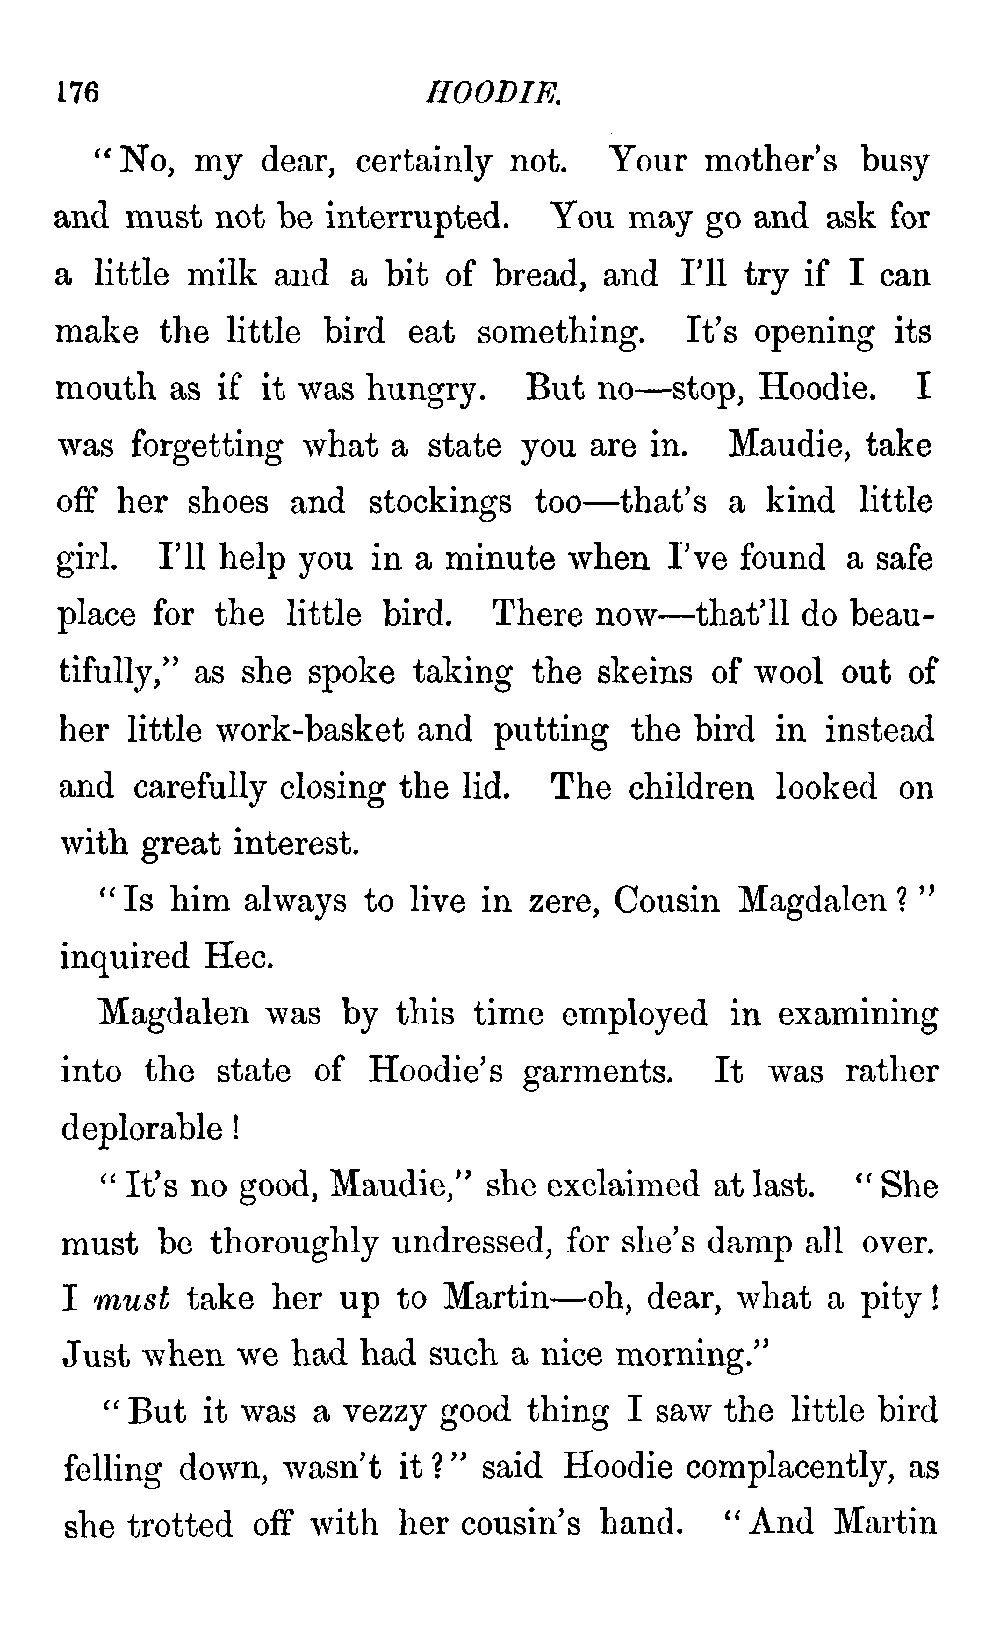 176 HOODIE.
"No, my dear, certainly not. Your mother's busy
and must not be interrupted. You may go and ask for
a little milk and a bit of bread, and I'll try if I can
make the little bird eat something. It's opening its
mouth as if it was hungry. But no—stop, Hoodie. I
was forgetting what a state you are in. Maudie, take
off her shoes and stockings too—that's a kind little
girl. I'll help you in a minute when I've found a safe
place for the little bird. There now—that'll do beau-
tifully," as she spoke taking the skeins of wool out of
her little work-basket and putting the bird in instead
and carefully closing the lid. The children looked on
with great interest.
"Is him always to live in zere, Cousin Magdalen?"
inquired Hec.
Magdalen was by this time employed in examining
into the state of Hoodie's garments. It was rather
deplorable!
"It's no good, Maudie," she exclaimed at last. "She
must be thoroughly undressed, for she's damp all over.
I must take her up to Martin—oh, dear, what a pity!
Just when we had had such a nice morning."
"But it was a vezzy good thing I saw the little bird
felling down, wasn't it?" said Hoodie complacently, as
she trotted off with her cousin's hand. "And Martin